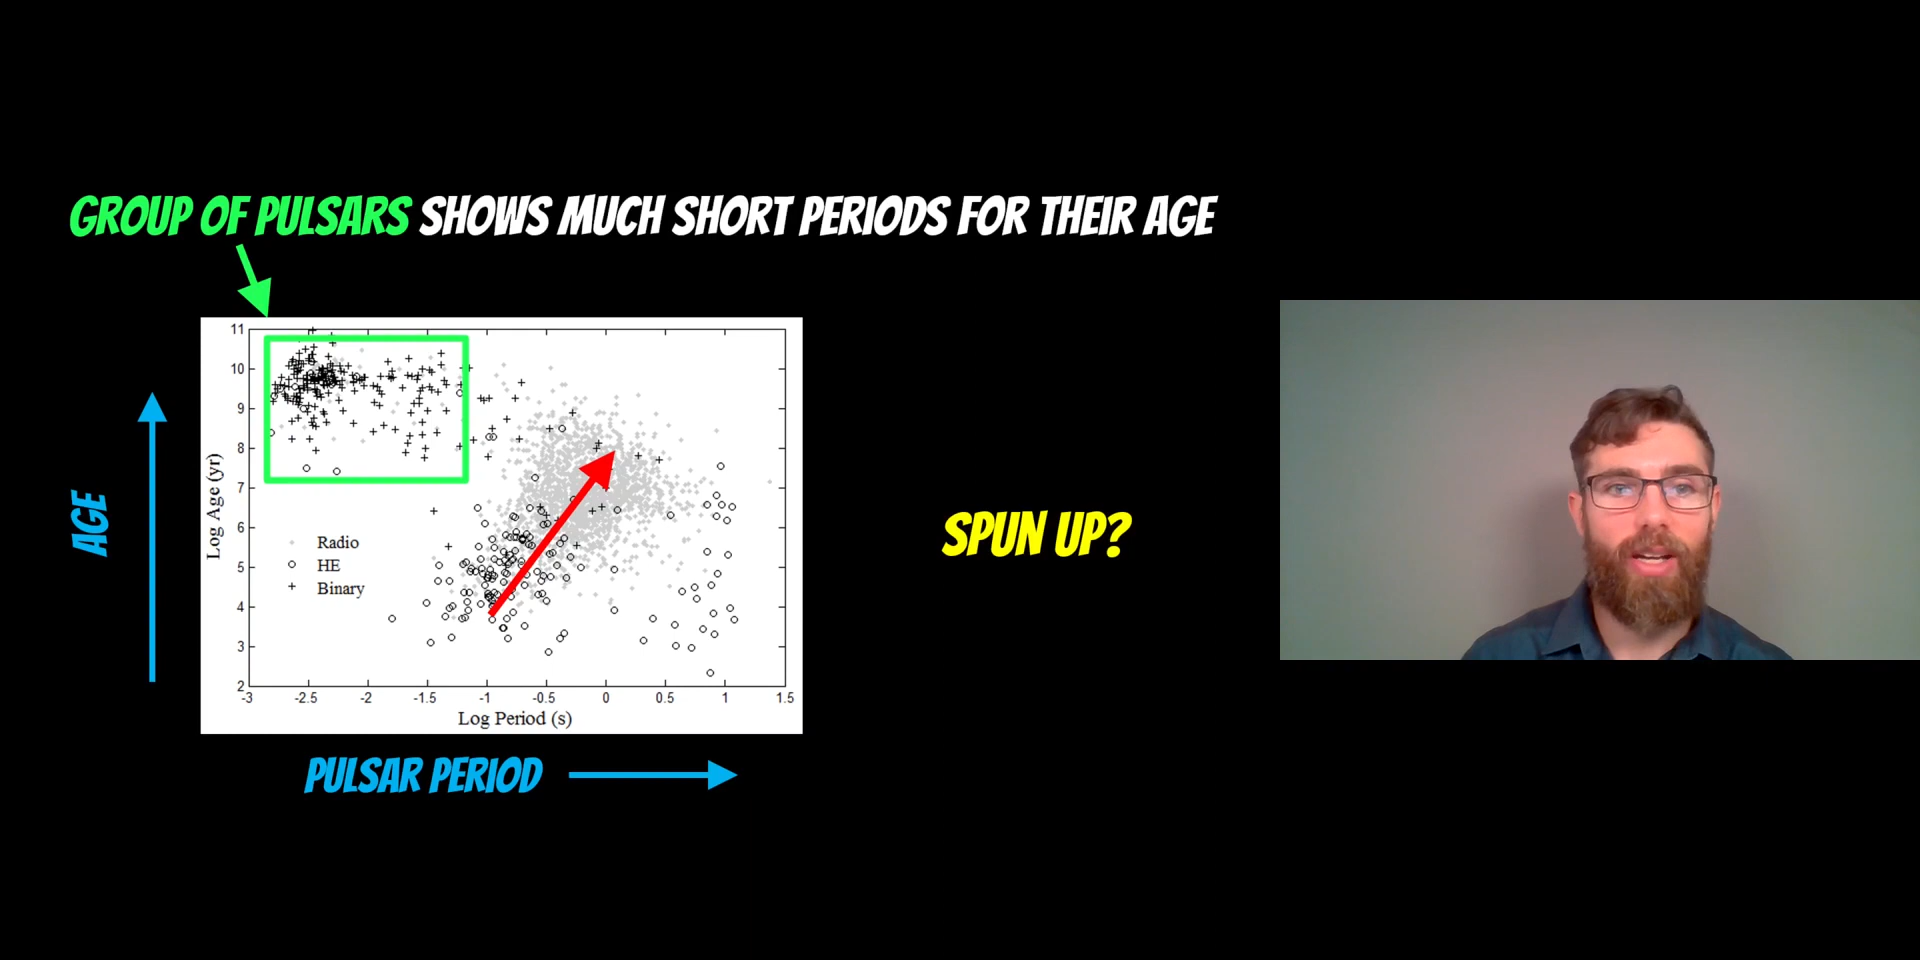 GROUP OF PULSARS SHOWS MUCH SHORT PERIODS FOR THEIR AGE
AGE
Log Age (yr)
11
10
9
8
7
6
5
4
3
2
Radio
HE
Binary
-3 -2.5 -2 -1.5 -1 -0.5 0 0.5 1 1.5
Log Period (s)
PULSAR PERIOD
SPUN UP?